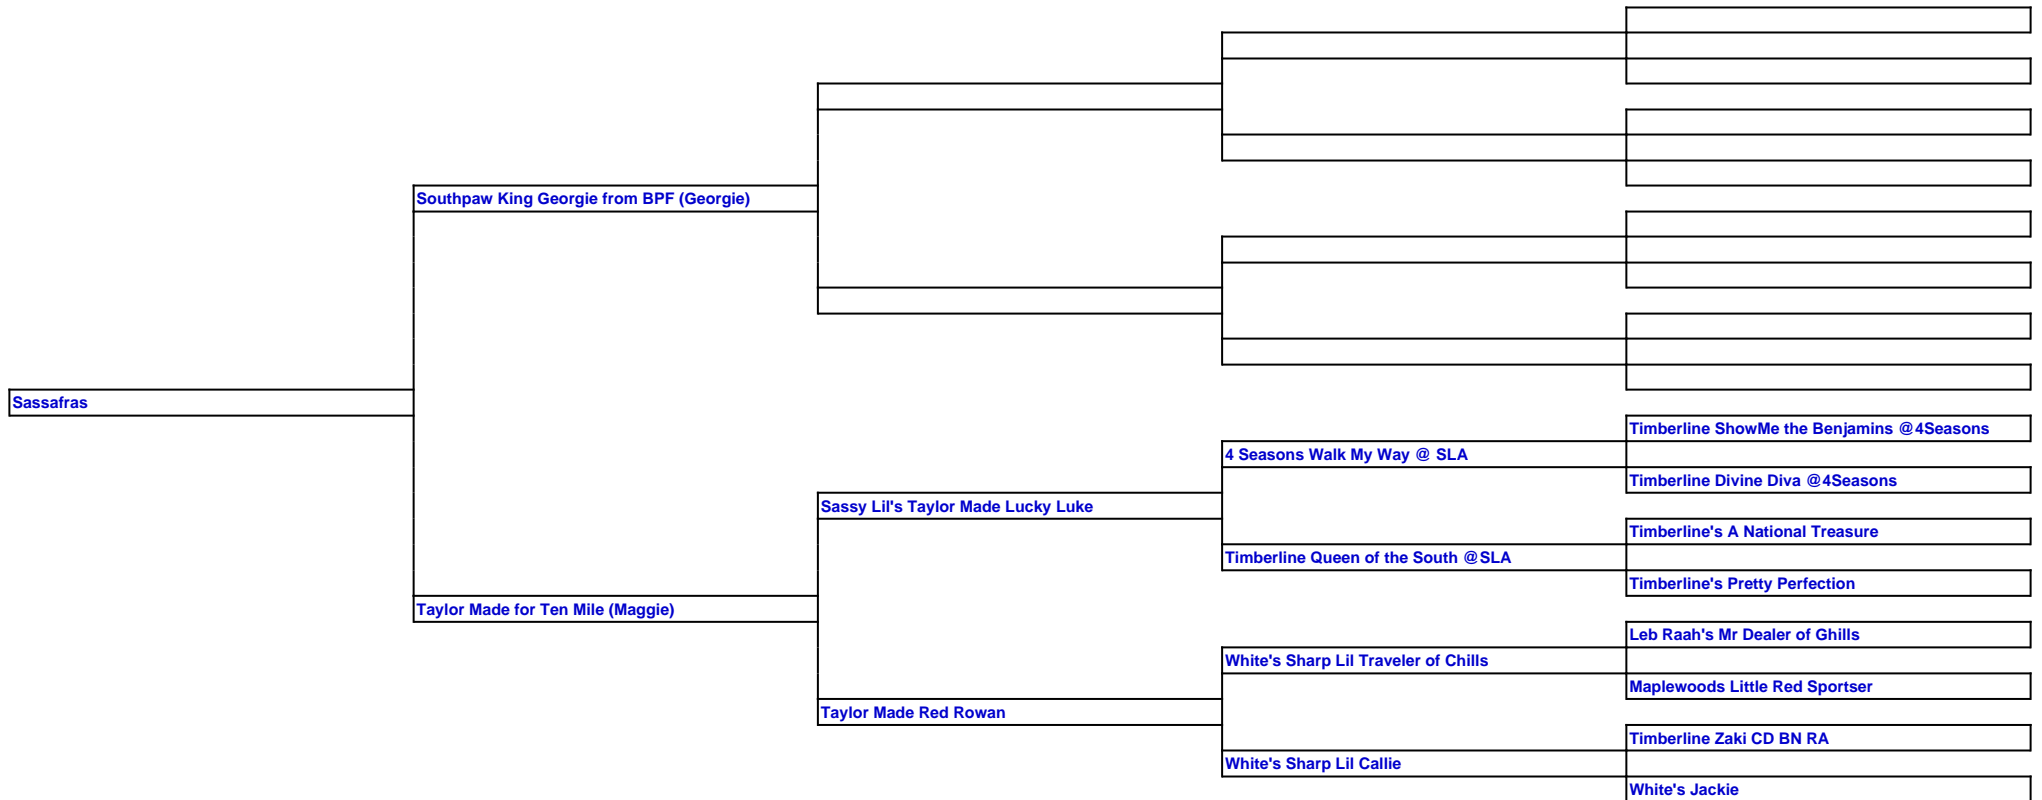 Southpaw King Georgie from BPF (Georgie)
Sassafras
Timberline ShowMe the Benjamins @4Seasons
4 Seasons Walk My Way @ SLA
Timberline Divine Diva @4Seasons
Sassy Lil's Taylor Made Lucky Luke
Timberline's A National Treasure
Timberline Queen of the South @SLA
Timberline's Pretty Perfection
Taylor Made for Ten Mile (Maggie)
Leb Raah's Mr Dealer of Ghills
White's Sharp Lil Traveler of Chills
Maplewoods Little Red Sportser
Taylor Made Red Rowan
Timberline Zaki CD BN RA
White's Sharp Lil Callie
White's Jackie